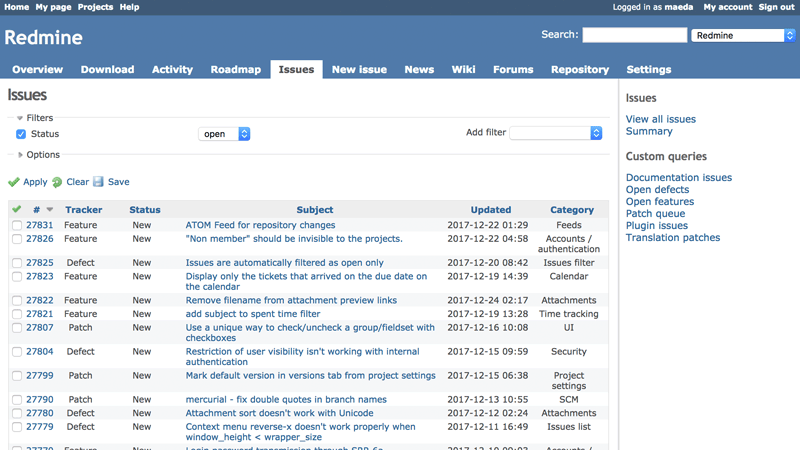 Home My page Projects Help Logged in as maeda My account Sign out
Redmine
Search: Redmine
Overview Download Activity Roadmap Issues New issue News Wiki Forums Repository Settings
Issues
Filters
Status open Add filter
Options
Apply Clear Save
# Tracker Status Subject Updated Category
27831 Feature New ATOM Feed for repository changes 2017-12-22 01:29 Feeds
27826 Feature New "Non member" should be invisible to the projects. 2017-12-22 04:58 Accounts /
authentication
27825 Defect New Issues are automatically filtered as open only 2017-12-20 08:42 Issues filter
27823 Feature New Display only the tickets that arrived on the due date on 2017-12-19 14:39 Calendar
the calendar
27822 Feature New Remove filename from attachment preview links 2017-12-24 02:17 Attachments
27821 Feature New add subject to spent time filter 2017-12-19 13:28 Time tracking
27807 Patch New Use a unique way to check/uncheck a group/fieldset with 2017-12-16 10:08 UI
checkboxes
27804 Defect New Restriction of user visibility isn't working with internal 2017-12-15 09:59 Security
authentication
27799 Patch New Mark default version in versions tab from project settings 2017-12-15 06:38 Project
settings
27790 Patch New mercurial - fix double quotes in branch names 2017-12-13 10:55 SCM
27780 Defect New Attachment sort doesn't work with Unicode 2017-12-12 02:24 Attachments
27779 Defect New Context menu reverse-x doesn't work properly when 2017-12-11 16:49 Issues list
window_height < wrapper_size
Feature New Login password transmission through 2017-12-10 Accounts /
Issues
View all issues
Summary
Custom queries
Documentation issues
Open defects
Open features
Patch queue
Plugin issues
Translation patches